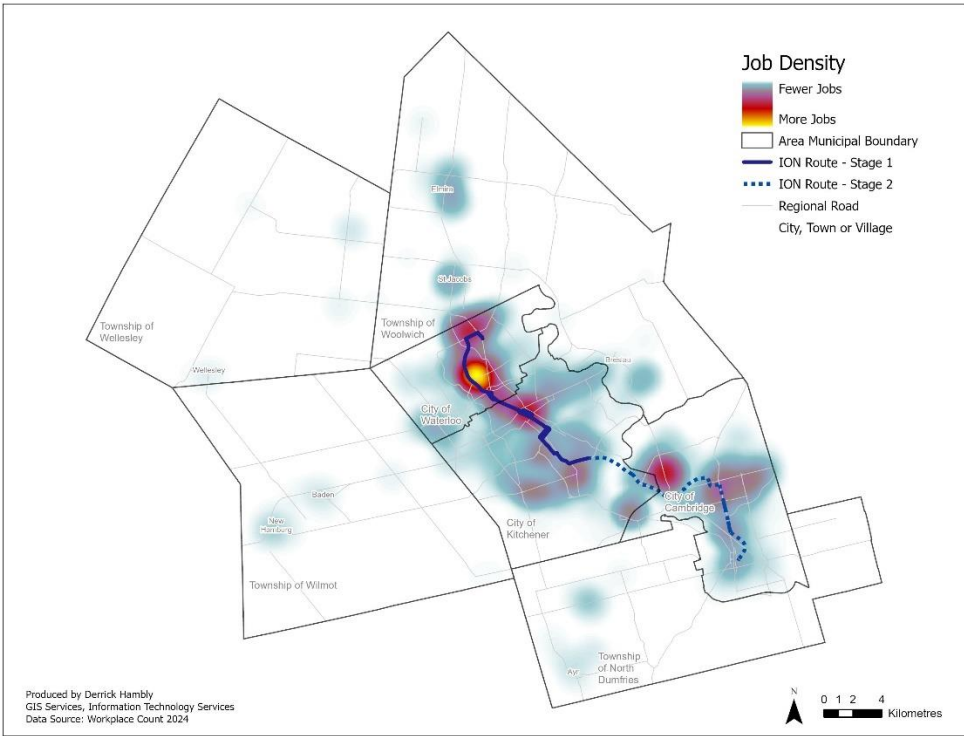 Job Density
Fewer Jobs
More Jobs
Area Municipal Boundary
ION Route - Stage 1
ION Route - Stage 2
Regional Road
City, Town or Village
Elmira
St Jacobs
Township of
Woolwich
Township of
Wellesley
Wellesley
Breslau
City of
Waterloo
Baden
New
Hamburg
City of
Kitchener
City of
Cambridge
Township of Wilmot
Township
of North
Dumfries
Ayr
Produced by Derrick Hambly
GIS Services, Information Technology Services
Data Source: Workplace Count 2024
N
0 1 2 4
Kilometres